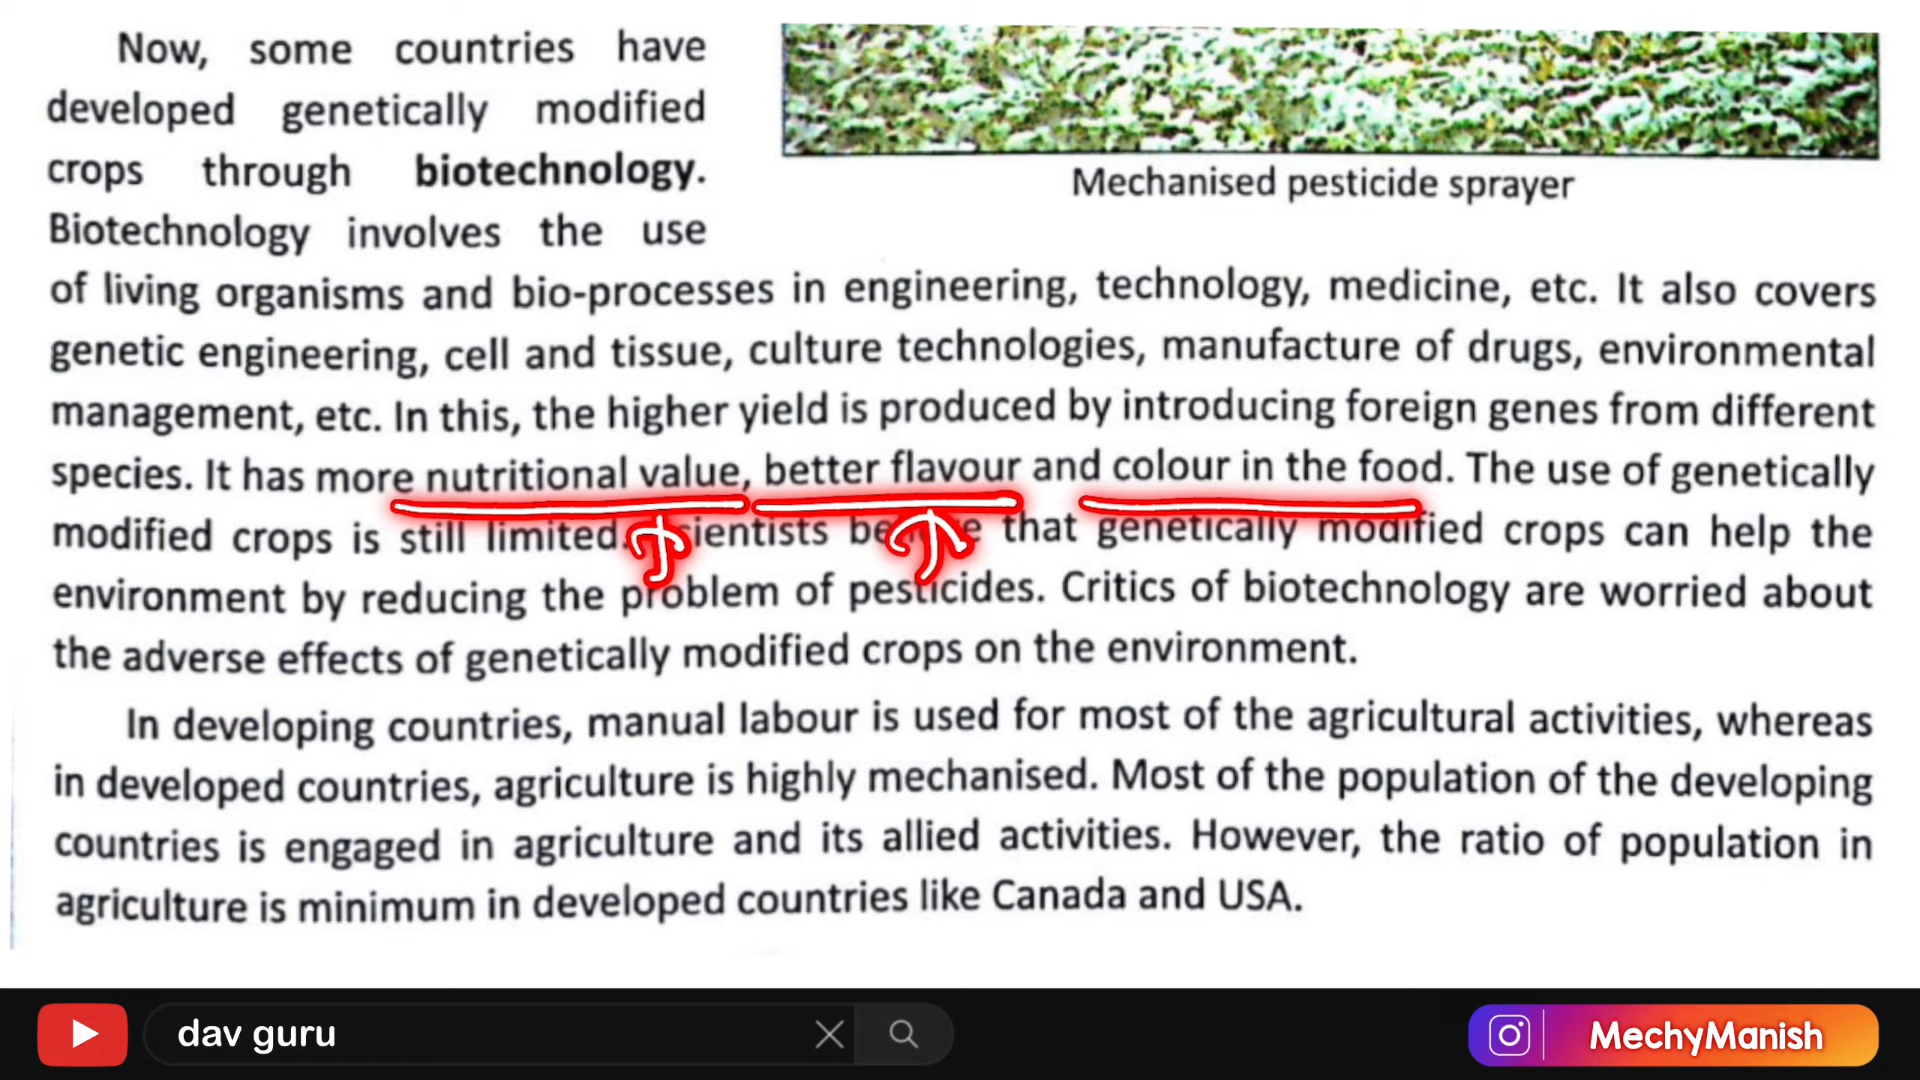 Now, some countries have
developed genetically modified
crops through biotechnology.
Biotechnology involves the use
Mechanised pesticide sprayer
of living organisms and bio-processes in engineering, technology, medicine, etc. It also covers
genetic engineering, cell and tissue, culture technologies, manufacture of drugs, environmental
management, etc. In this, the higher yield is produced by introducing foreign genes from different
species. It has more nutritional value, better flavour and colour in the food. The use of genetically
modified crops is still limited. that genetically modified crops can help the
environment by reducing the problem of pesticides. Critics of biotechnology are worried about
the adverse effects of genetically modified crops on the environment.
In developing countries, manual labour is used for most of the agricultural activities, whereas
in developed countries, agriculture is highly mechanised. Most of the population of the developing
countries is engaged in agriculture and its allied activities. However, the ratio of population in
agriculture is minimum in developed countries like Canada and USA.
dav guru
MechyManish